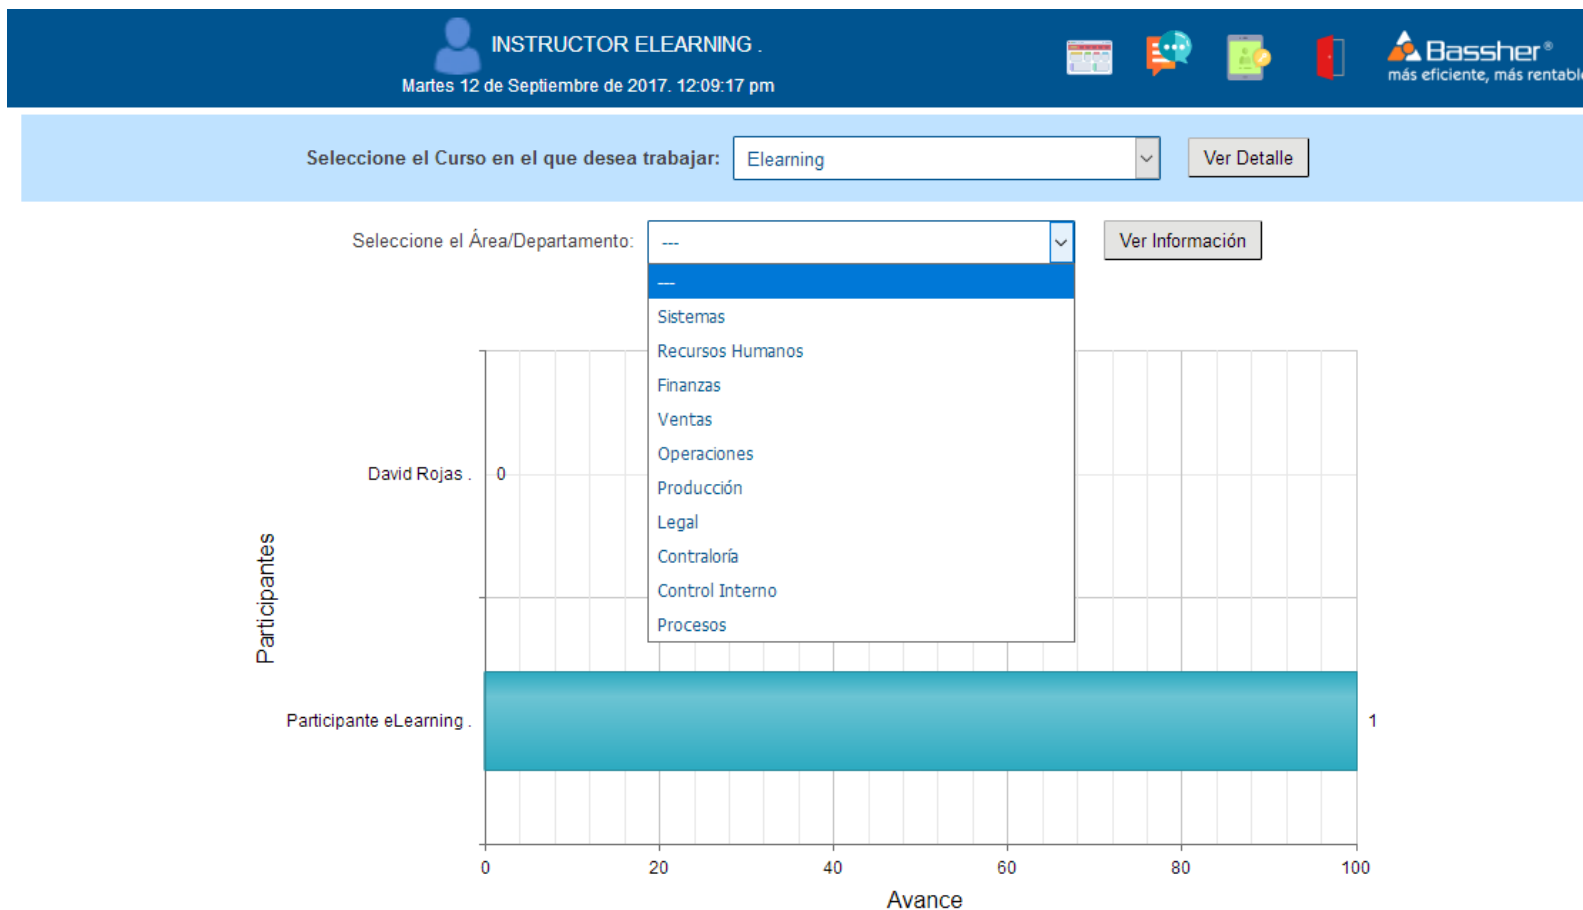 INSTRUCTOR ELEARNING .
Martes 12 de Septiembre de 2017. 12:09:17 pm
Bassher®
más eficiente, más rentable
Seleccione el Curso en el que desea trabajar: Elearning Ver Detalle
Seleccione el Área/Departamento: --- Ver Información
---
Sistemas
Recursos Humanos
Finanzas
Ventas
Operaciones
Producción
Legal
Contraloría
Control Interno
Procesos
Participantes
David Rojas . 0
Participante eLearning . 1
0 20 40 60 80 100
Avance